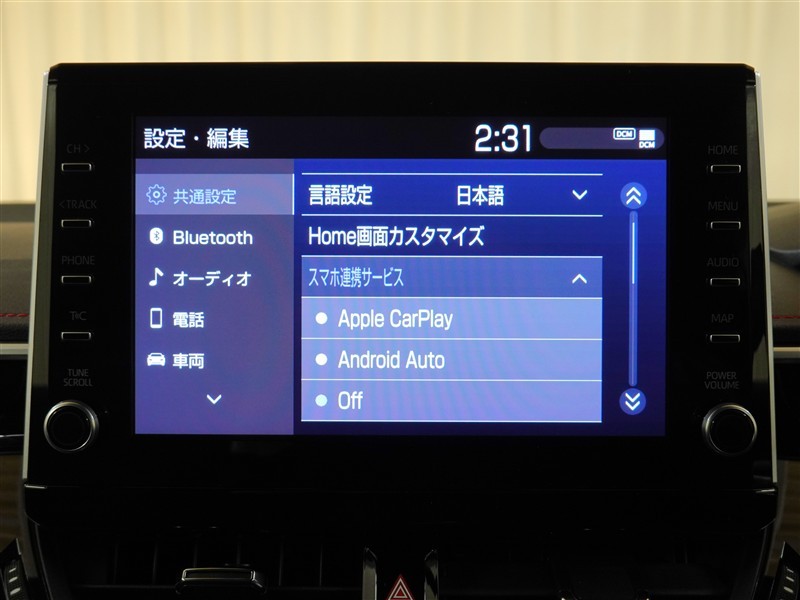 設定・編集
2:31
DCM
DCM
共通設定
Bluetooth
オーディオ
電話
車両
言語設定 日本語
Home画面カスタマイズ
スマホ連携サービス
Apple CarPlay
Android Auto
Off
CH >
< TRACK
PHONE
T&C
TUNE
SCROLL
HOME
MENU
AUDIO
MAP
POWER
VOLUME